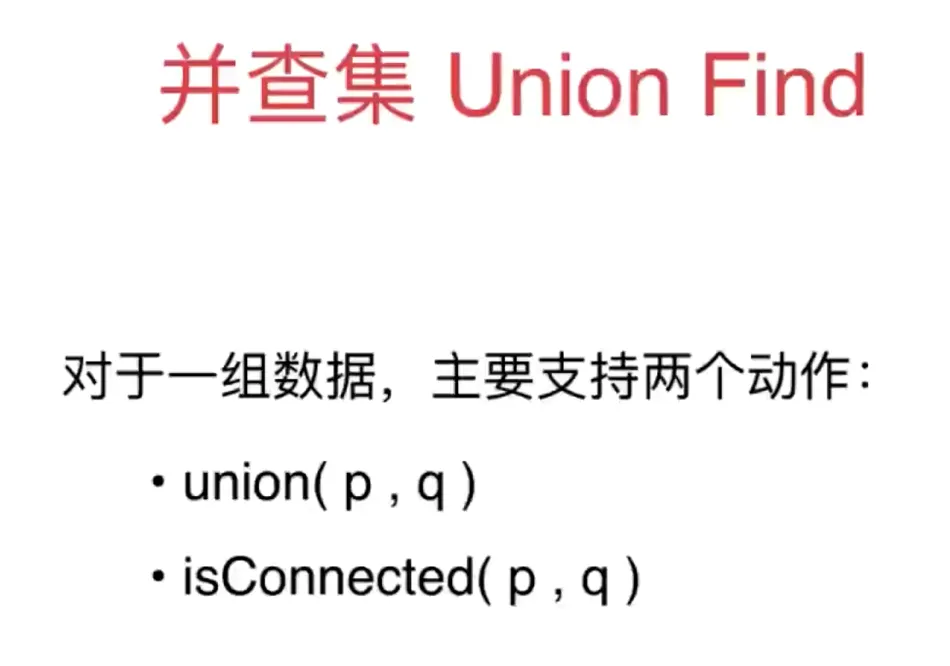 并查集 Union Find
对于一组数据，主要支持两个动作：
• union( p , q )
• isConnected( p , q )